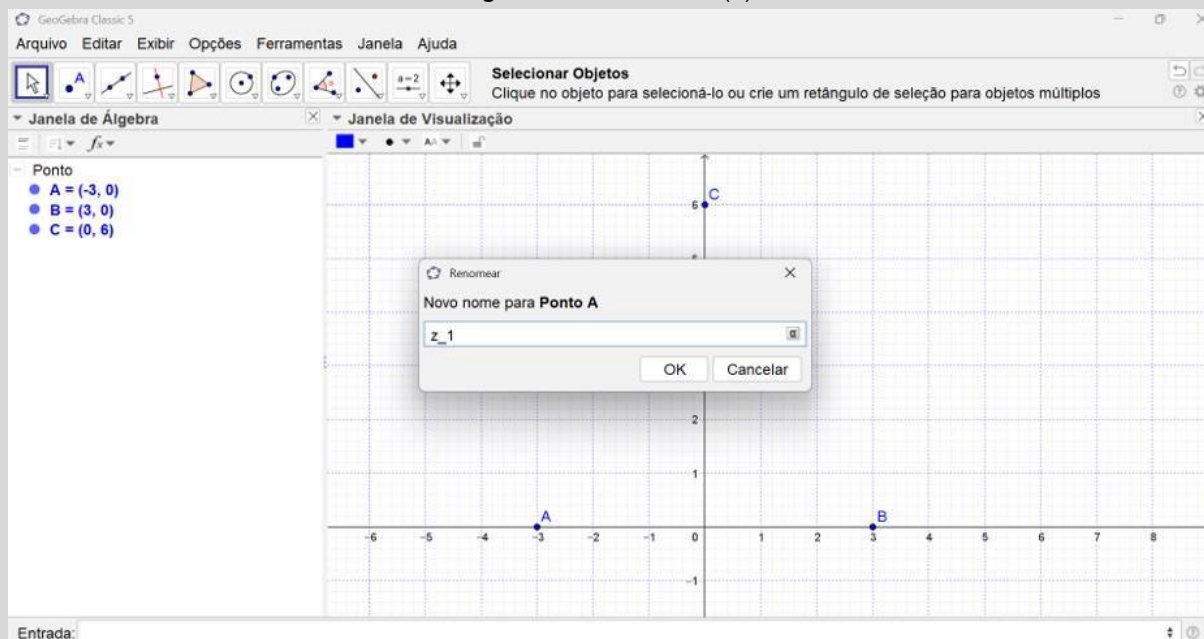 GeoGebra Classic 5
Arquivo Editar Exibir Opções Ferramentas Janela Ajuda
A
a=2
Selecionar Objetos
Clique no objeto para selecioná-lo ou crie um retângulo de seleção para objetos múltiplos
Janela de Álgebra
Janela de Visualização
fx
AA
Ponto
A = (-3, 0)
B = (3, 0)
C = (0, 6)
C
6
Renomear
Novo nome para Ponto A
z_1
α
OK Cancelar
2
1
A
B
-6 -5 -4 -3 -2 -1 0 1 2 3 4 5 6 7 8
-1
Entrada: